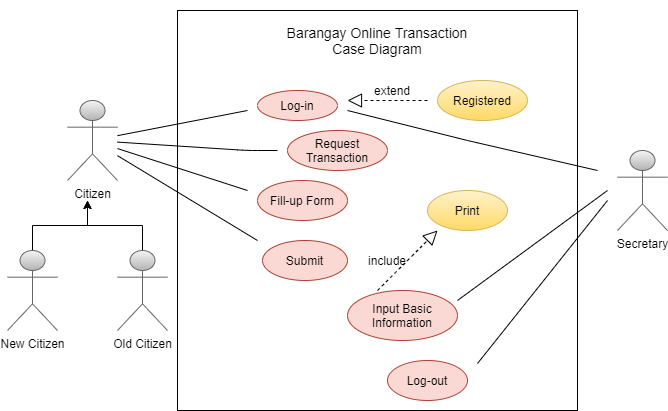 Barangay Online Transaction
Case Diagram
extend
Log-in
Registered
Request
Transaction
Citizen
Fill-up Form
Print
Secretary
Submit
include
Input Basic
Information
New Citizen
Old Citizen
Log-out